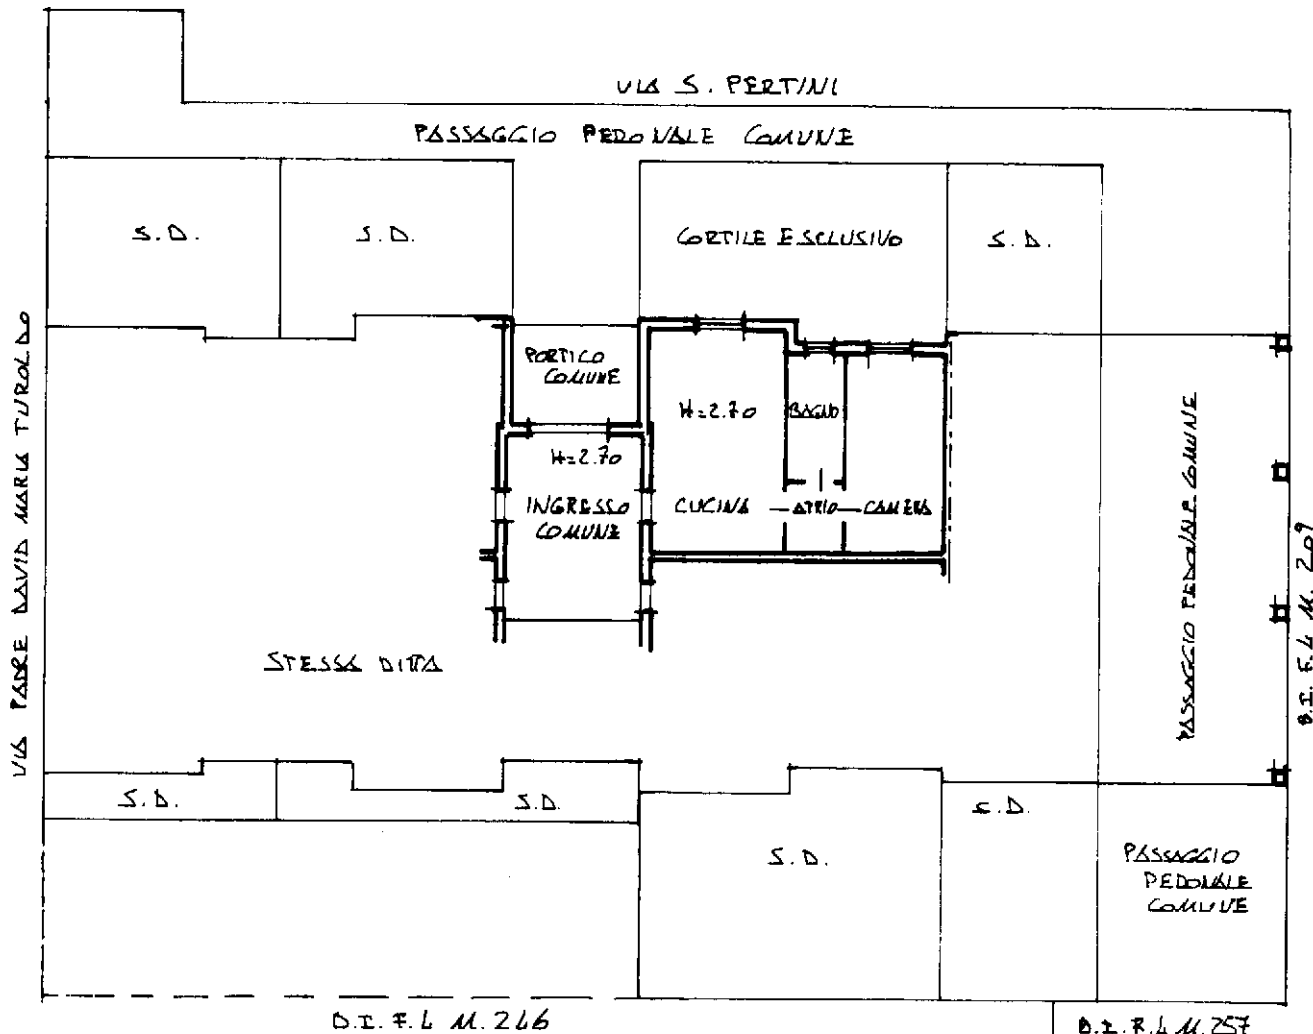 VIA S. PERTINI
PASSAGGIO PEDONALE COMUNE
S.D.
S.D.
CORTILE ESCLUSIVO
S.D.
VIA PADRE DAVID MARIA TUROLDO
PORTICO
COMUNE
H=2.70
BAGNO
H=2.70
INGRESSO
COMUNE
CUCINA
ATRIO
CAMERA
PASSAGGIO PEDONALE COMUNE
STESSA DITTA
S.D.
S.D.
S.D.
S.D.
PASSAGGIO
PEDONALE
COMUNE
D.I. F.4 M. 246